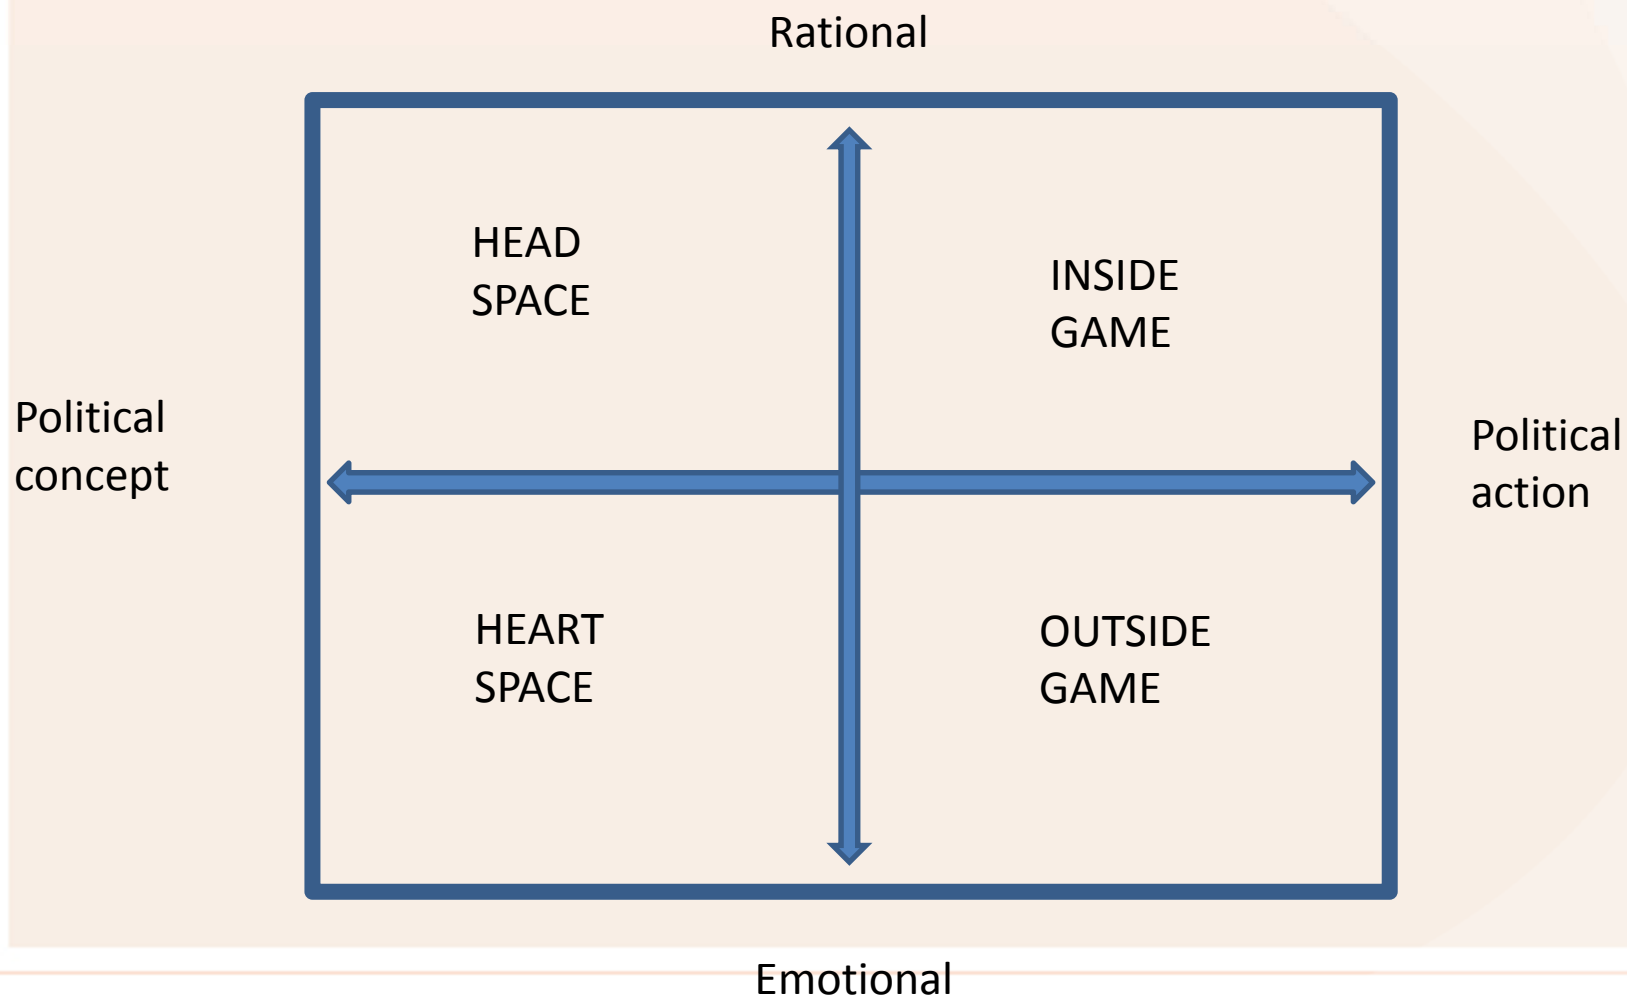 Rational
HEAD
SPACE
INSIDE
GAME
Political
concept
Political
action
HEART
SPACE
OUTSIDE
GAME
Emotional